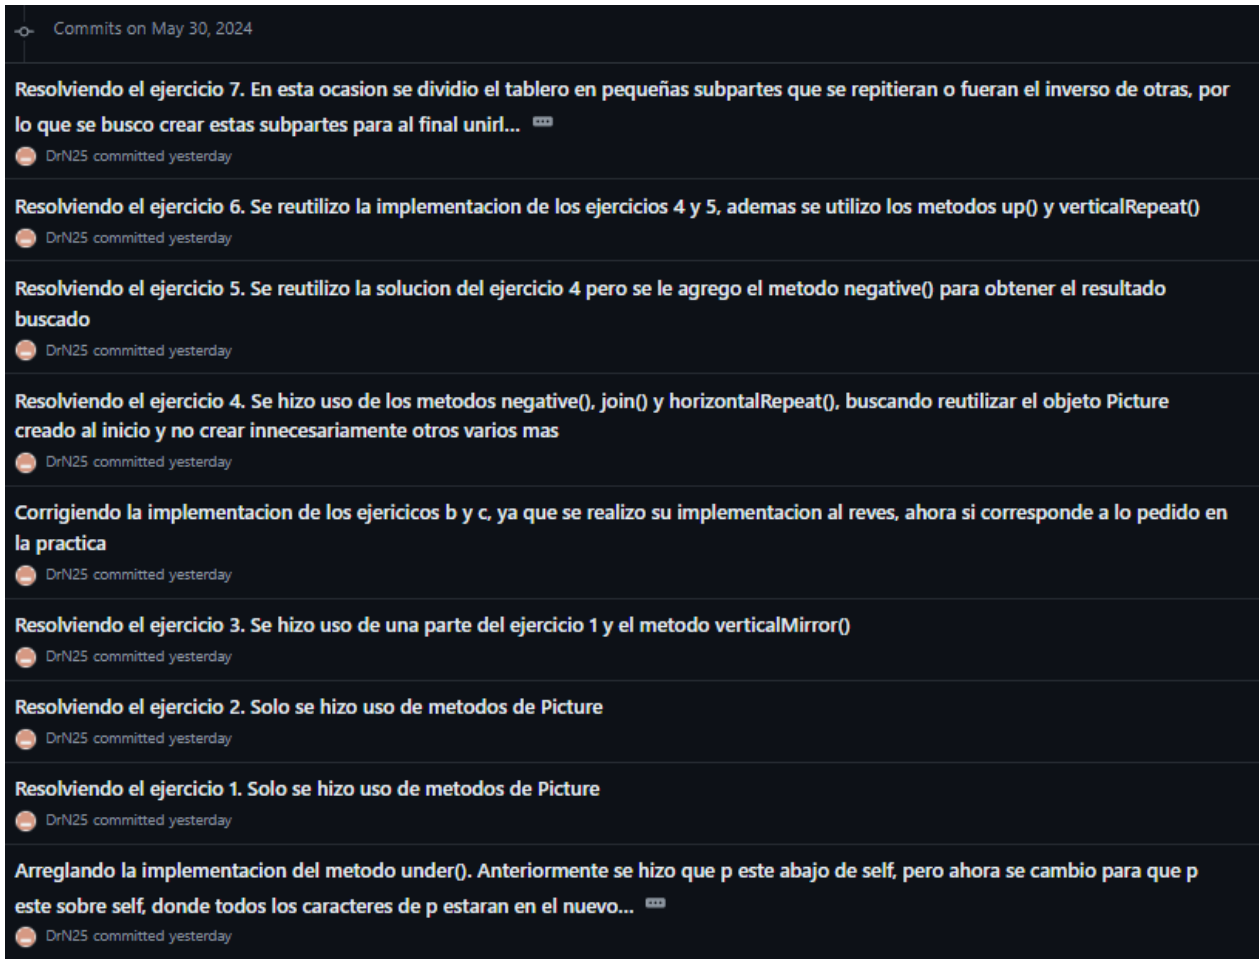 Commits on May 30, 2024
Resolviendo el ejercicio 7. En esta ocasion se dividio el tablero en pequeñas subpartes que se repitieran o fueran el inverso de otras, por
lo que se busco crear estas subpartes para al final unirl...
DrN25 committed yesterday
Resolviendo el ejercicio 6. Se reutilizo la implementacion de los ejercicios 4 y 5, ademas se utilizo los metodos up() y verticalRepeat()
DrN25 committed yesterday
Resolviendo el ejercicio 5. Se reutilizo la solucion del ejercicio 4 pero se le agrego el metodo negative() para obtener el resultado
buscado
DrN25 committed yesterday
Resolviendo el ejercicio 4. Se hizo uso de los metodos negative(), join() y horizontalRepeat(), buscando reutilizar el objeto Picture
creado al inicio y no crear innecesariamente otros varios mas
DrN25 committed yesterday
Corrigiendo la implementacion de los ejericicos b y c, ya que se realizo su implementacion al reves, ahora si corresponde a lo pedido en
la practica
DrN25 committed yesterday
Resolviendo el ejercicio 3. Se hizo uso de una parte del ejercicio 1 y el metodo verticalMirror()
DrN25 committed yesterday
Resolviendo el ejercicio 2. Solo se hizo uso de metodos de Picture
DrN25 committed yesterday
Resolviendo el ejercicio 1. Solo se hizo uso de metodos de Picture
DrN25 committed yesterday
Arreglando la implementacion del metodo under(). Anteriormente se hizo que p este abajo de self, pero ahora se cambio para que p
este sobre self, donde todos los caracteres de p estaran en el nuevo...
DrN25 committed yesterday